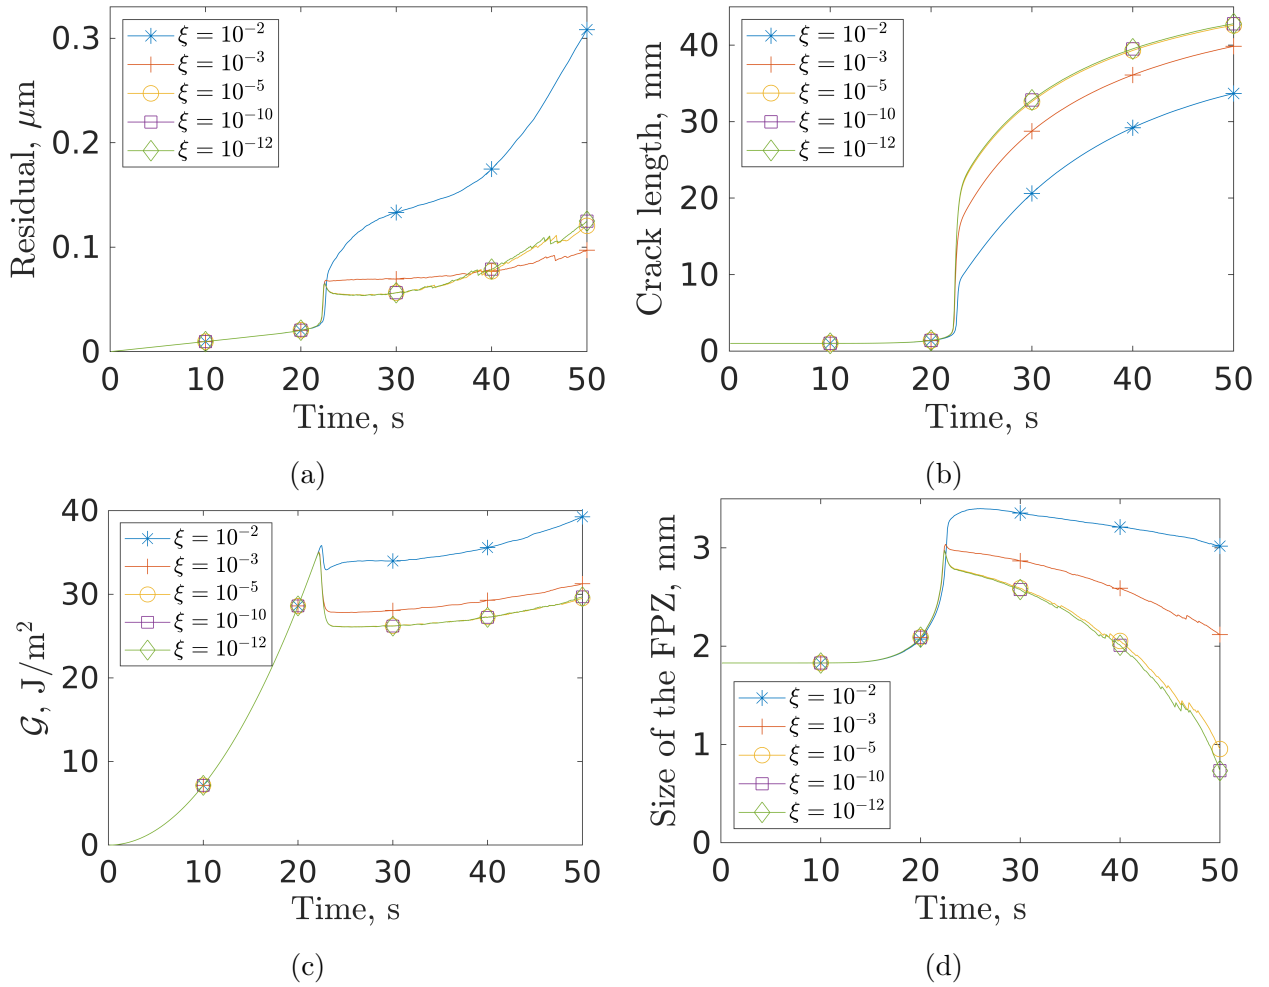 Residual, μm
0.3
0.2
0.1
0
ξ = 10⁻²
ξ = 10⁻³
ξ = 10⁻⁵
ξ = 10⁻¹⁰
ξ = 10⁻¹²
0 10 20 30 40 50
Time, s
(a)
Crack length, mm
40
30
20
10
0
ξ = 10⁻²
ξ = 10⁻³
ξ = 10⁻⁵
ξ = 10⁻¹⁰
ξ = 10⁻¹²
0 10 20 30 40 50
Time, s
(b)
𝒢, J/m²
40
30
20
10
0
ξ = 10⁻²
ξ = 10⁻³
ξ = 10⁻⁵
ξ = 10⁻¹⁰
ξ = 10⁻¹²
0 10 20 30 40 50
Time, s
(c)
Size of the FPZ, mm
3
2
1
0
ξ = 10⁻²
ξ = 10⁻³
ξ = 10⁻⁵
ξ = 10⁻¹⁰
ξ = 10⁻¹²
0 10 20 30 40 50
Time, s
(d)